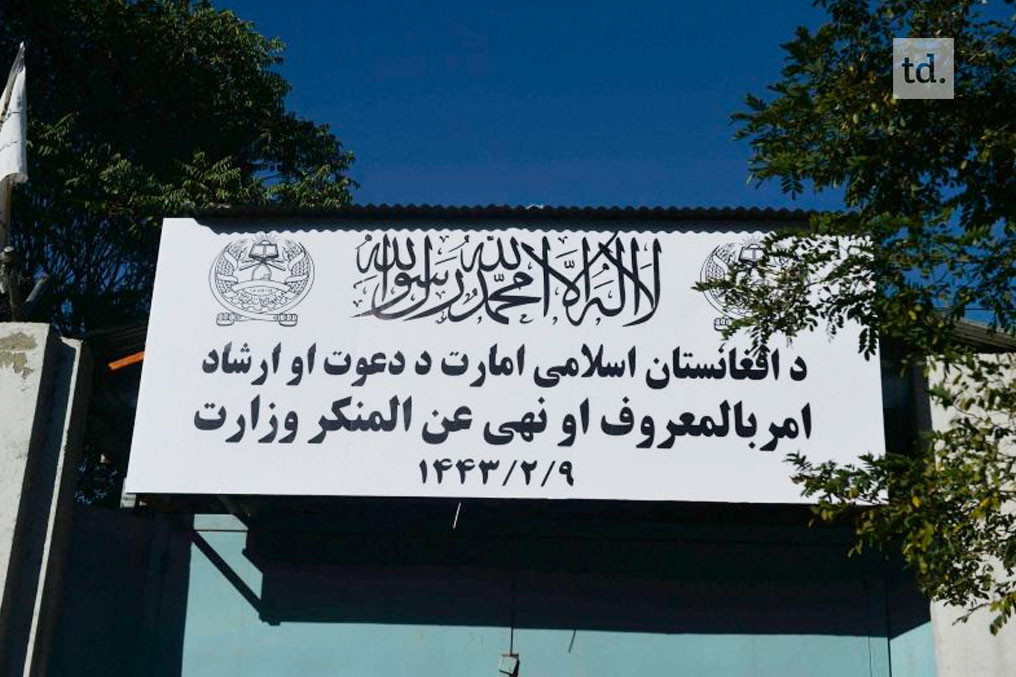 td.
لا اله الا الله محمد رسول الله
د افغانستان اسلامی امارت د دعوت او ارشاد
امربالمعروف او نهی عن المنکر وزارت
۱۴۴۳/۲/۹